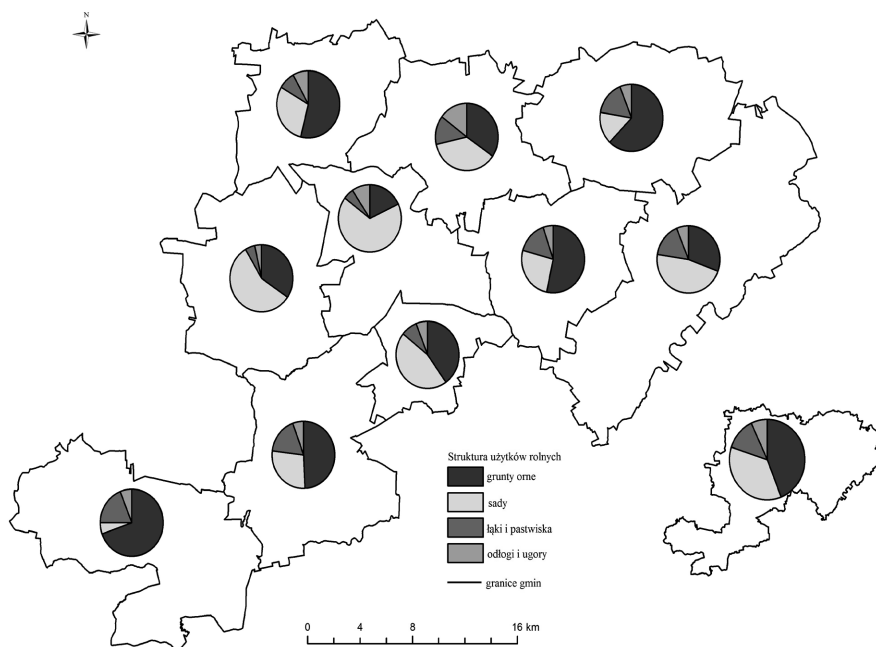 N
Struktura użytków rolnych
grunty orne
sady
łąki i pastwiska
odłogi i ugory
granice gmin
0 4 8 16 km